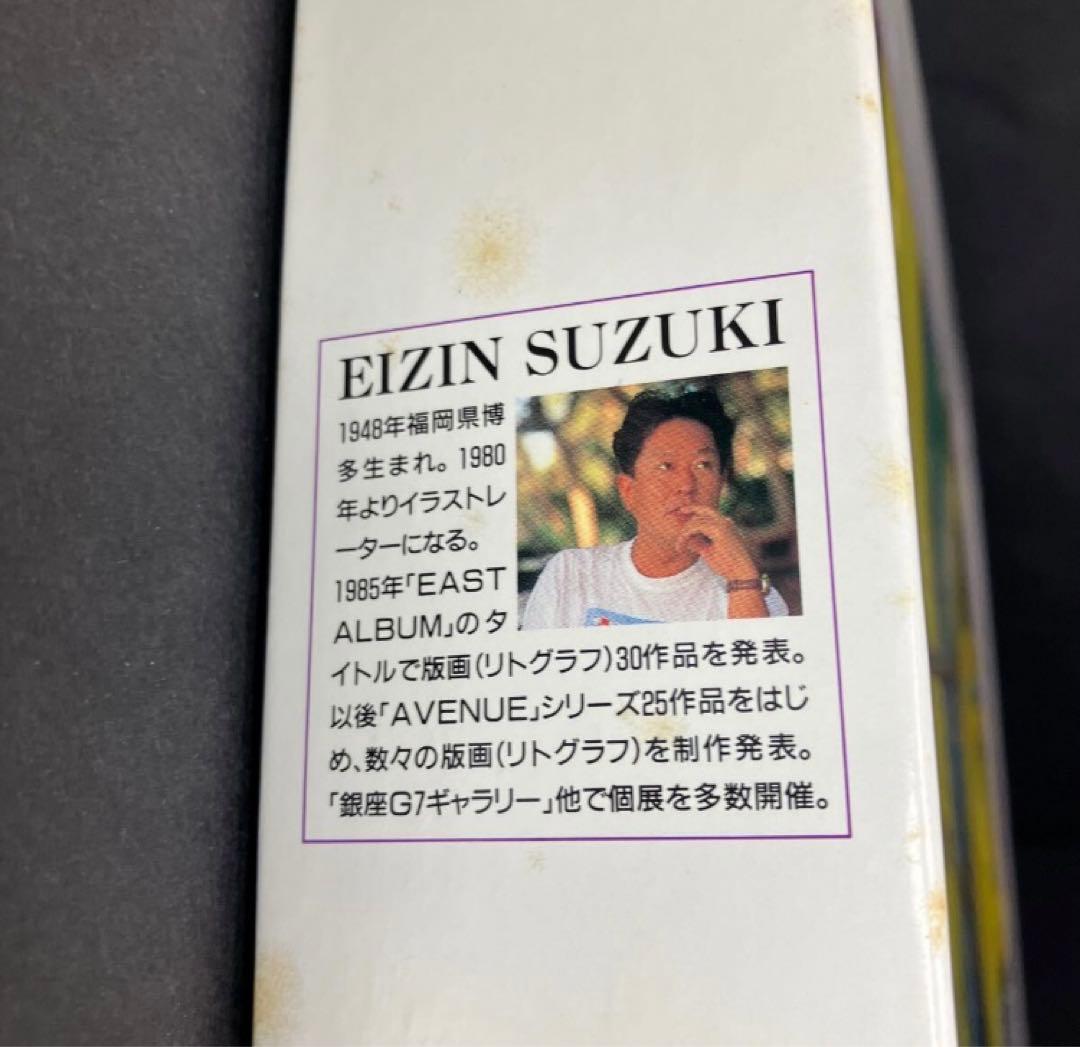 EIZIN SUZUKI
1948年福岡県博
多生まれ。1980
年よりイラストレ
ーターになる。
1985年「EAST
ALBUM」のタ
イトルで版画(リトグラフ)30作品を発表。
以後「AVENUE」シリーズ25作品をはじ
め、数々の版画(リトグラフ)を制作発表。
「銀座G7ギャラリー」他で個展を多数開催。